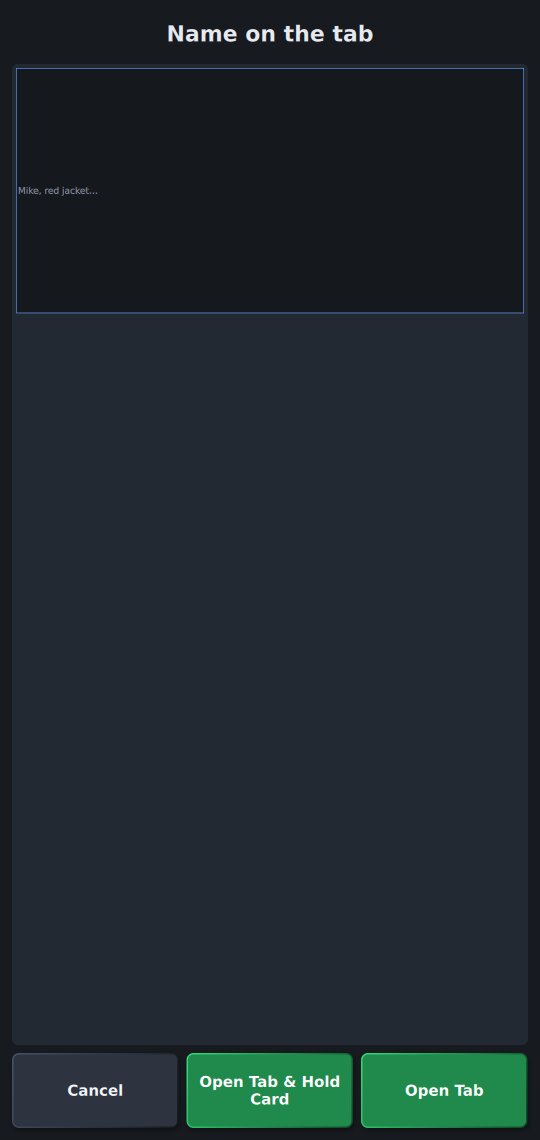 Name on the tab
Mike, red jacket...
Cancel
Open Tab & Hold
Card
Open Tab